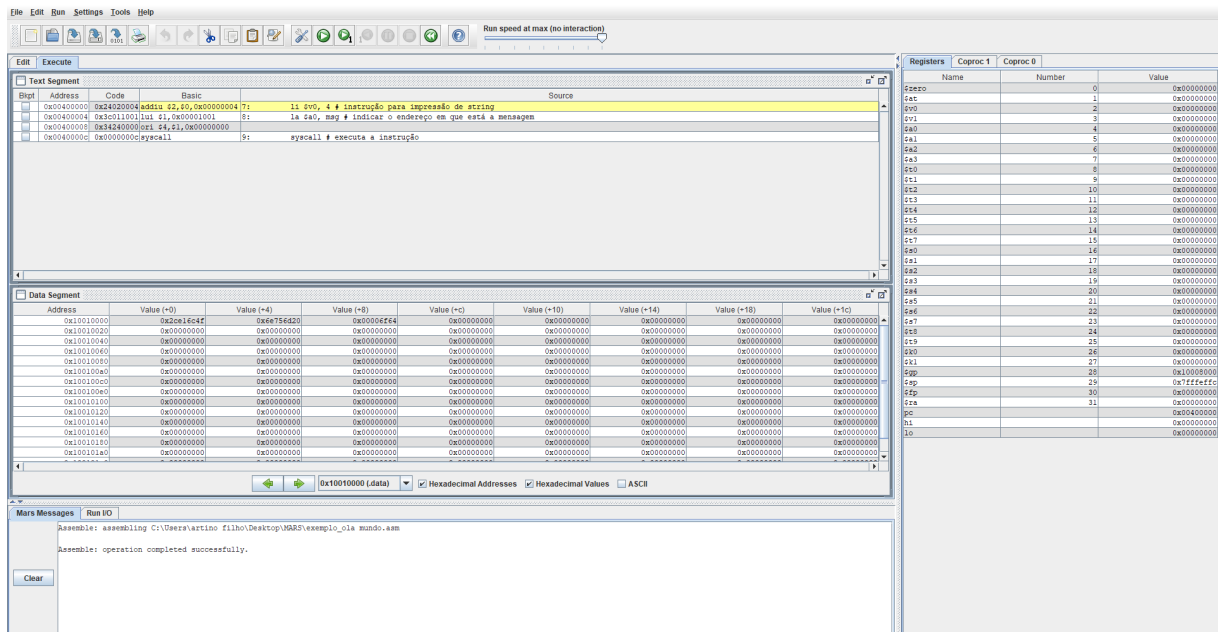 File Edit Run Settings Tools Help
Run speed at max (no interaction)
Edit Execute
Text Segment
Bkpt Address Code Basic Source
0x00400000 0x24020004 addiu $2,$0,0x00000004 7: li $v0, 4 # instrução para impressão de string
0x00400004 0x3c011001 lui $1,0x00001001 8: la $a0, msg # indicar o endereço em que está a mensagem
0x00400008 0x34240000 ori $4,$1,0x00000000
0x0040000c 0x0000000c syscall 9: syscall # executa a instrução
Data Segment
Address Value (+0) Value (+4) Value (+8) Value (+c) Value (+10) Value (+14) Value (+18) Value (+1c)
0x10010000 0x2ce16c4f 0x6e756d20 0x00006f64 0x00000000 0x00000000 0x00000000 0x00000000 0x00000000
0x10010020 0x00000000 0x00000000 0x00000000 0x00000000 0x00000000 0x00000000 0x00000000 0x00000000
0x10010040 0x00000000 0x00000000 0x00000000 0x00000000 0x00000000 0x00000000 0x00000000 0x00000000
0x10010060 0x00000000 0x00000000 0x00000000 0x00000000 0x00000000 0x00000000 0x00000000 0x00000000
0x10010080 0x00000000 0x00000000 0x00000000 0x00000000 0x00000000 0x00000000 0x00000000 0x00000000
0x100100a0 0x00000000 0x00000000 0x00000000 0x00000000 0x00000000 0x00000000 0x00000000 0x00000000
0x100100c0 0x00000000 0x00000000 0x00000000 0x00000000 0x00000000 0x00000000 0x00000000 0x00000000
0x100100e0 0x00000000 0x00000000 0x00000000 0x00000000 0x00000000 0x00000000 0x00000000 0x00000000
0x10010100 0x00000000 0x00000000 0x00000000 0x00000000 0x00000000 0x00000000 0x00000000 0x00000000
0x10010120 0x00000000 0x00000000 0x00000000 0x00000000 0x00000000 0x00000000 0x00000000 0x00000000
0x10010140 0x00000000 0x00000000 0x00000000 0x00000000 0x00000000 0x00000000 0x00000000 0x00000000
0x10010160 0x00000000 0x00000000 0x00000000 0x00000000 0x00000000 0x00000000 0x00000000 0x00000000
0x10010180 0x00000000 0x00000000 0x00000000 0x00000000 0x00000000 0x00000000 0x00000000 0x00000000
0x100101a0 0x00000000 0x00000000 0x00000000 0x00000000 0x00000000 0x00000000 0x00000000 0x00000000
0x10010000 (.data) Hexadecimal Addresses Hexadecimal Values ASCII
Mars Messages Run I/O
Assemble: assembling C:\Users\artino filho\Desktop\MARS\exemplo_ola mundo.asm
Assemble: operation completed successfully.
Clear
Registers Coproc 1 Coproc 0
Name Number Value
$zero 0 0x00000000
$at 1 0x00000000
$v0 2 0x00000000
$v1 3 0x00000000
$a0 4 0x00000000
$a1 5 0x00000000
$a2 6 0x00000000
$a3 7 0x00000000
$t0 8 0x00000000
$t1 9 0x00000000
$t2 10 0x00000000
$t3 11 0x00000000
$t4 12 0x00000000
$t5 13 0x00000000
$t6 14 0x00000000
$t7 15 0x00000000
$s0 16 0x00000000
$s1 17 0x00000000
$s2 18 0x00000000
$s3 19 0x00000000
$s4 20 0x00000000
$s5 21 0x00000000
$s6 22 0x00000000
$s7 23 0x00000000
$t8 24 0x00000000
$t9 25 0x00000000
$k0 26 0x00000000
$k1 27 0x00000000
$gp 28 0x10008000
$sp 29 0x7fffeffc
$fp 30 0x00000000
$ra 31 0x00000000
pc 0x00400000
hi 0x00000000
lo 0x00000000